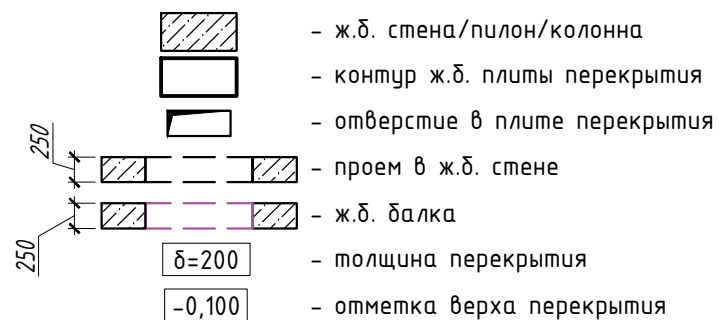 – ж.б. стена/пилон/колонна
– контур ж.б. плиты перекрытия
– отверстие в плите перекрытия
250 – проем в ж.б. стене
250 – ж.б. балка
δ=200 – толщина перекрытия
-0,100 – отметка верха перекрытия